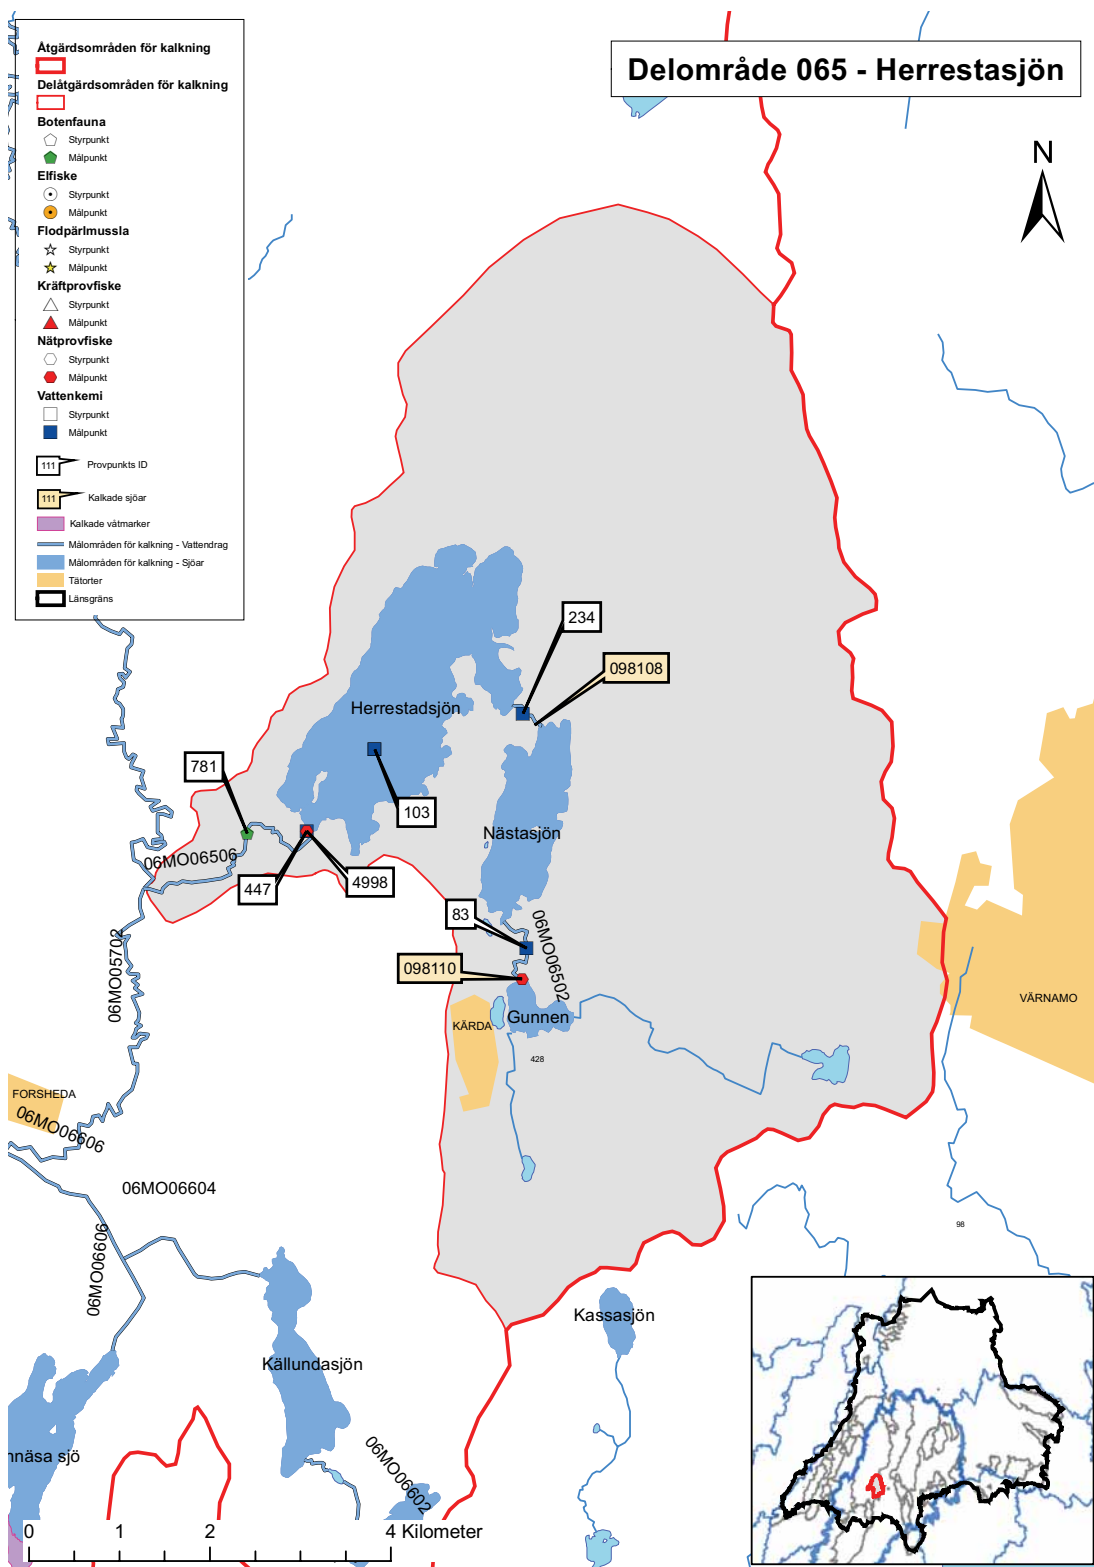 Åtgärdsområden för kalkning
Delåtgärdsområden för kalkning
Botenfauna
Styrpunkt
Målpunkt
Elfiske
Styrpunkt
Målpunkt
Flodpärlmussla
Styrpunkt
Målpunkt
Kräftprovfiske
Styrpunkt
Målpunkt
Nätprovfiske
Styrpunkt
Målpunkt
Vattenkemi
Styrpunkt
Målpunkt
111 Provpunkts ID
111 Kalkade sjöar
Kalkade våtmarker
Målområden för kalkning - Vattendrag
Målområden för kalkning - Sjöar
Tätorter
Länsgräns
Delområde 065 - Herrestasjön
N
234
098108
Herrestadsjön
781
103
Nästasjön
06MO06506
447
4998
83
06MO06502
098110
06MO05702
VÄRNAMO
Gunnen
KÄRDA
428
FORSHEDA
06MO06606
06MO06604
98
06MO06606
Kassasjön
Källundasjön
nnäsa sjö
06MO06602
0 1 2 4 Kilometer